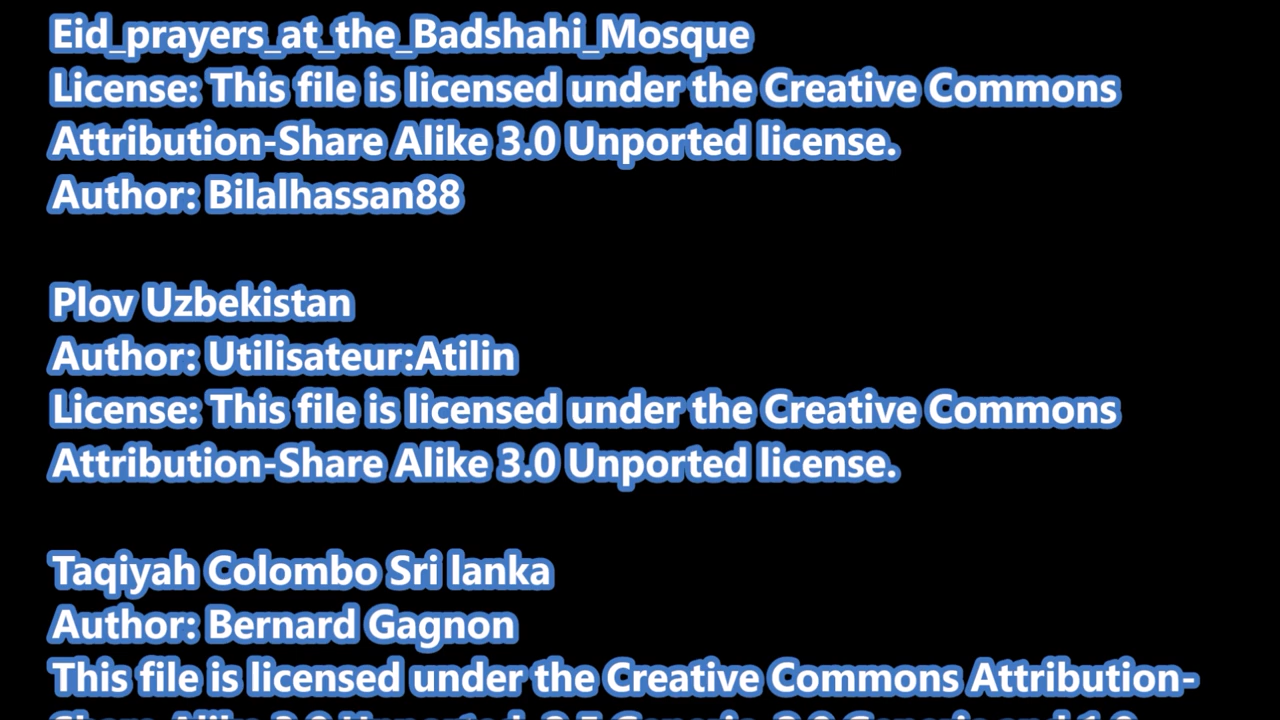 Eid_prayers_at_the_Badshahi_Mosque
License: This file is licensed under the Creative Commons
Attribution-Share Alike 3.0 Unported license.
Author: Bilalhassan88
Plov Uzbekistan
Author: Utilisateur:Atilin
License: This file is licensed under the Creative Commons
Attribution-Share Alike 3.0 Unported license.
Taqiyah Colombo Sri lanka
Author: Bernard Gagnon
This file is licensed under the Creative Commons Attribution-